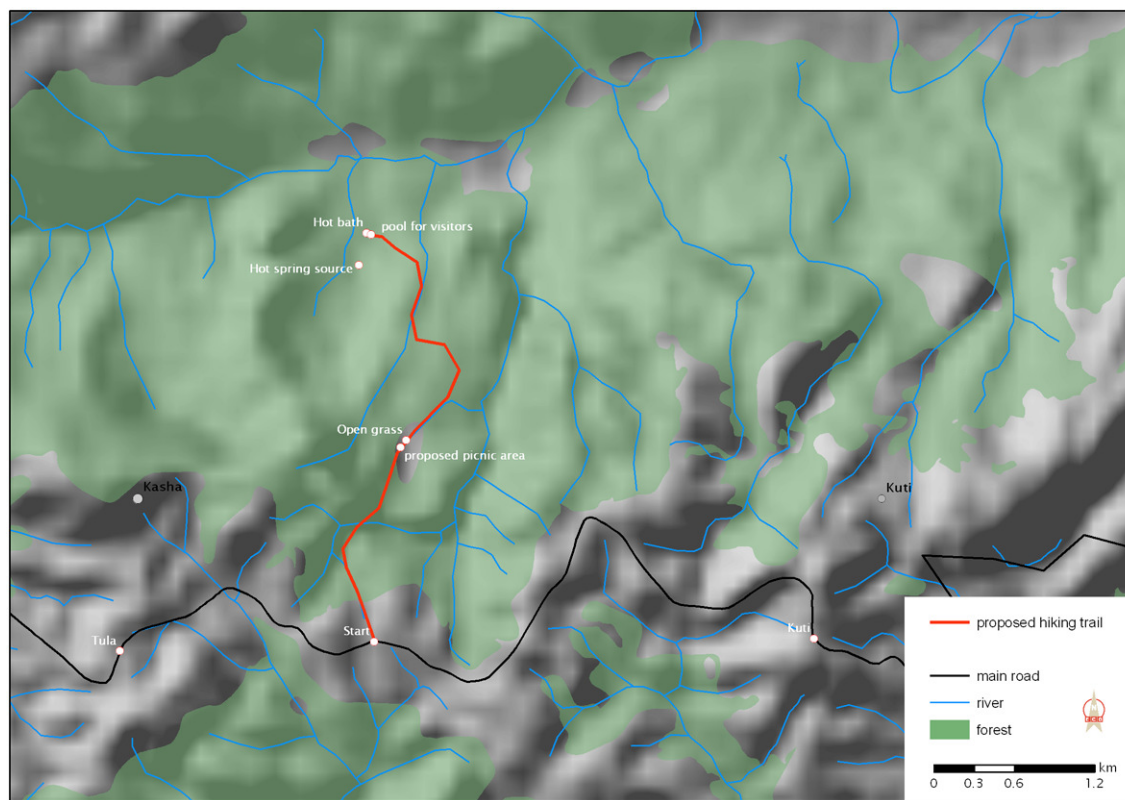 Hot bath
pool for visitors
Hot spring source
Open grass
proposed picnic area
Kasha
Kuti
Start
Tula
Kuti
proposed hiking trail
main road
river
forest
km
0 0.3 0.6 1.2